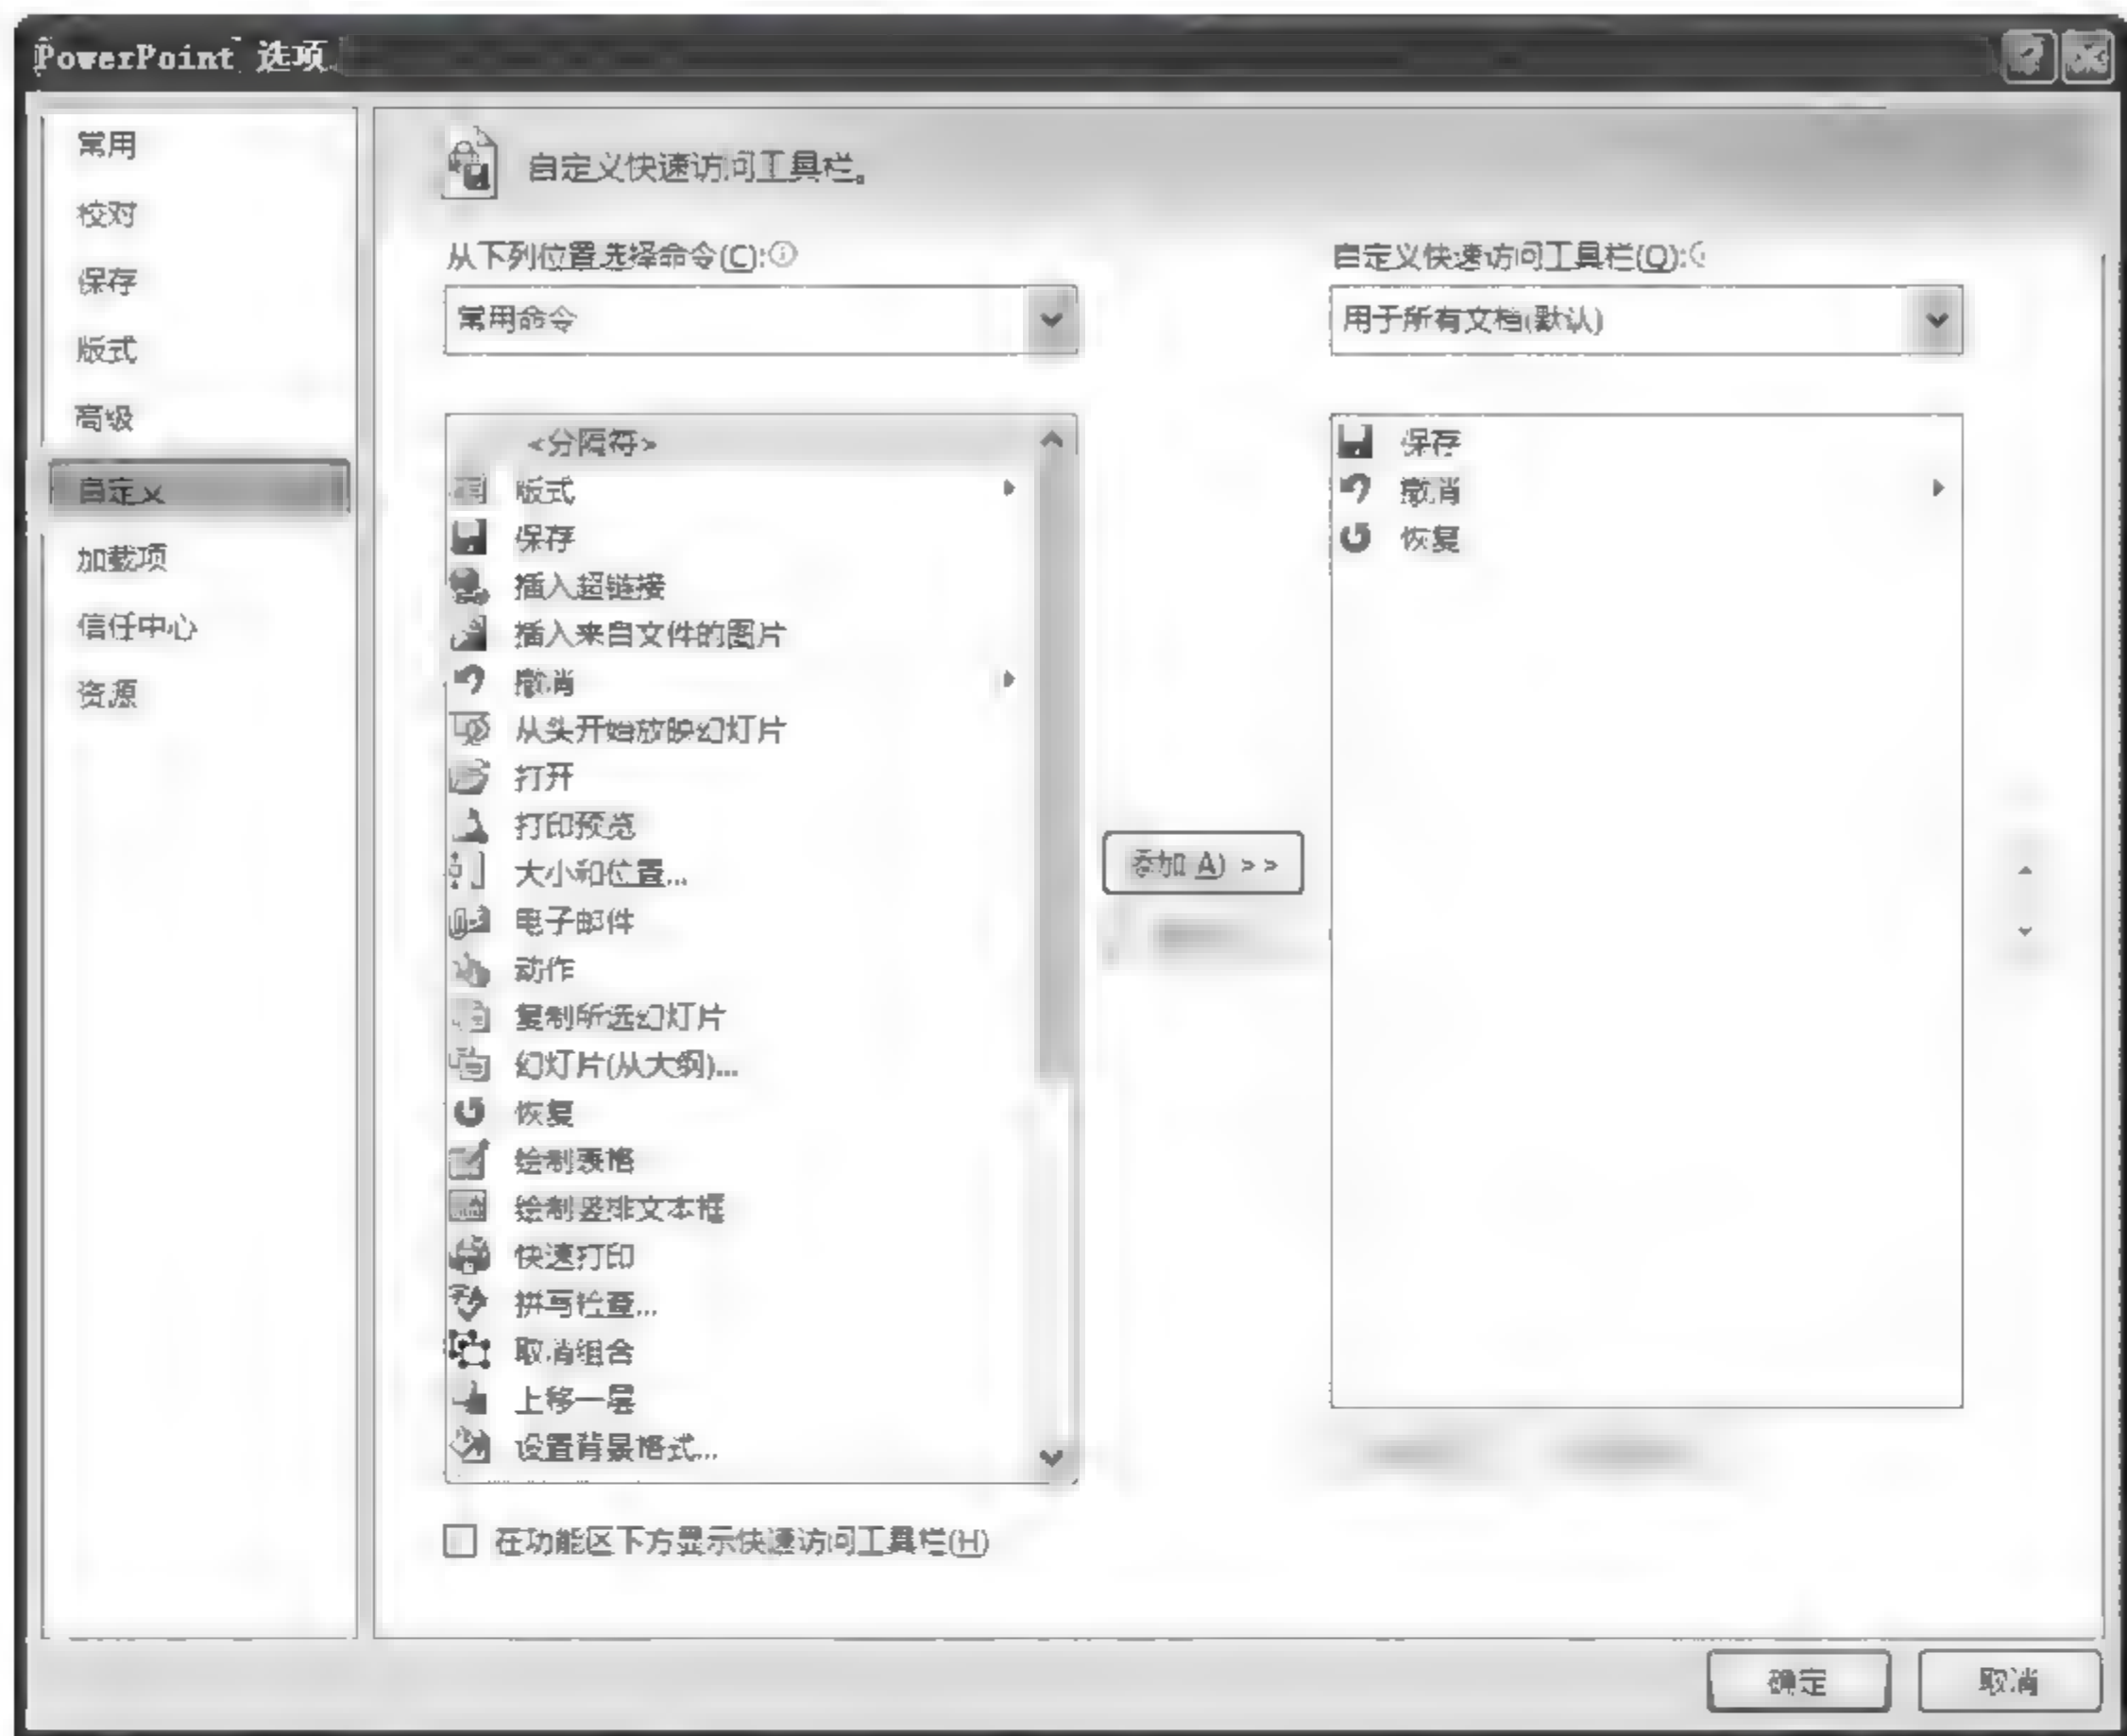 PowerPoint 选项
常用
校对
保存
版式
高级
自定义
加载项
信任中心
资源
自定义快速访问工具栏。
从下列位置选择命令(C):
常用命令
<分隔符>
版式
保存
插入超链接
插入来自文件的图片
撤消
从头开始放映幻灯片
打开
打印预览
大小和位置...
电子邮件
动作
复制所选幻灯片
幻灯片(从大纲)...
恢复
绘制表格
绘制竖排文本框
快速打印
拼写检查...
取消组合
上移一层
设置背景格式...
在功能区下方显示快速访问工具栏(H)
添加(A) >>
自定义快速访问工具栏(Q):
用于所有文档(默认)
保存
撤消
恢复
确定
取消